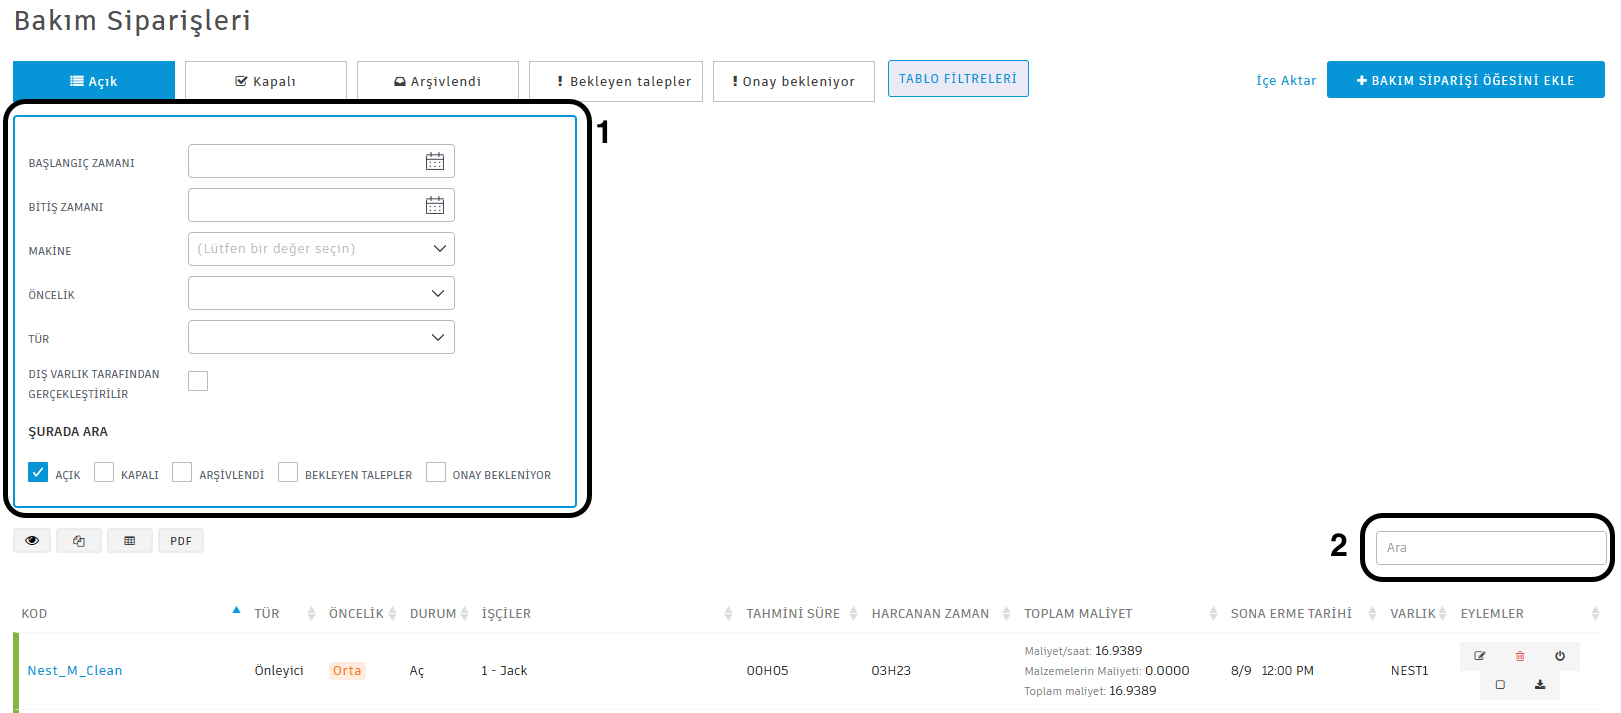 Bakım Siparişleri
Açık
Kapalı
Arşivlendi
! Bekleyen talepler
! Onay bekleniyor
TABLO FİLTRELERİ
İçe Aktar
+ BAKIM SİPARİŞİ ÖĞESİNİ EKLE
1
BAŞLANGIÇ ZAMANI
BİTİŞ ZAMANI
MAKİNE
(Lütfen bir değer seçin)
ÖNCELİK
TÜR
DIŞ VARLIK TARAFINDAN
GERÇEKLEŞTİRİLİR
ŞURADA ARA
AÇIK
KAPALI
ARŞİVLENDİ
BEKLEYEN TALEPLER
ONAY BEKLENİYOR
PDF
2
Ara
KOD TÜR ÖNCELİK DURUM İŞÇİLER TAHMİNİ SÜRE HARCANAN ZAMAN TOPLAM MALİYET SONA ERME TARİHİ VARLIK EYLEMLER
Nest_M_Clean Önleyici Orta Aç 1 - Jack 00H05 03H23
Maliyet/saat: 16.9389
Malzemelerin Maliyeti: 0.0000
Toplam maliyet: 16.9389
8/9 12:00 PM NEST1